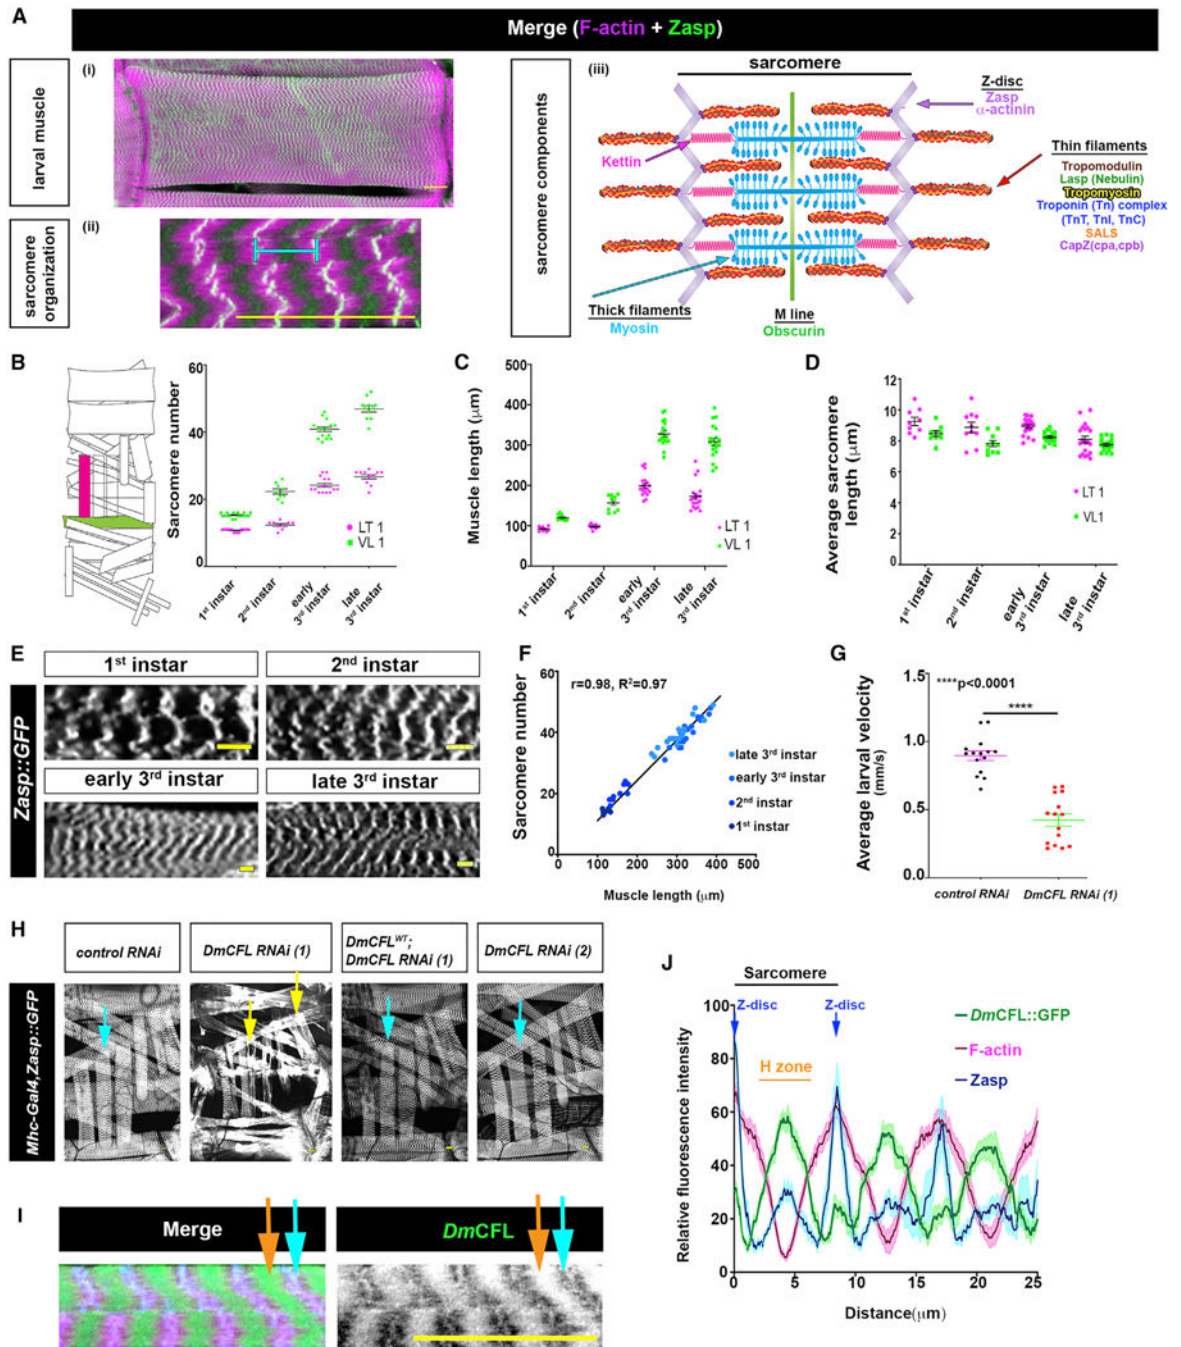 A
Merge (F-actin + Zasp)
larval muscle
(i)
sarcomere organization
(ii)
sarcomere components
(iii)
sarcomere
Z-disc
Zasp
α-actinin
Kettin
Thin filaments
Tropomodulin
Lasp (Nebulin)
Tropomyosin
Troponin (Tn) complex
(TnT, TnI, TnC)
SALS
CapZ(cpa,cpb)
Thick filaments
Myosin
M line
Obscurin
B
Sarcomere number
60
40
20
0
LT 1
VL 1
1st instar
2nd instar
early 3rd instar
late 3rd instar
C
Muscle length (μm)
500
400
300
200
100
0
LT 1
VL 1
1st instar
2nd instar
early 3rd instar
late 3rd instar
D
Average sarcomere length (μm)
12
10
8
6
4
2
0
LT 1
VL1
1st instar
2nd instar
early 3rd instar
late 3rd instar
E
Zasp::GFP
1st instar
2nd instar
early 3rd instar
late 3rd instar
F
Sarcomere number
60
40
20
0
r=0.98, R2=0.97
late 3rd instar
early 3rd instar
2nd instar
1st instar
0 100 200 300 400 500
Muscle length (μm)
G
Average larval velocity
(mm/s)
1.5
1.0
0.5
0.0
****p<0.0001
****
control RNAi
DmCFL RNAi (1)
H
Mhc-Gal4,Zasp::GFP
control RNAi
DmCFL RNAi (1)
DmCFLWT;
DmCFL RNAi (1)
DmCFL RNAi (2)
I
Merge
DmCFL
J
Sarcomere
Z-disc
Z-disc
H zone
DmCFL::GFP
F-actin
Zasp
Relative fluorescence intensity
100
80
60
40
20
0
0 5 10 15 20 25
Distance(μm)